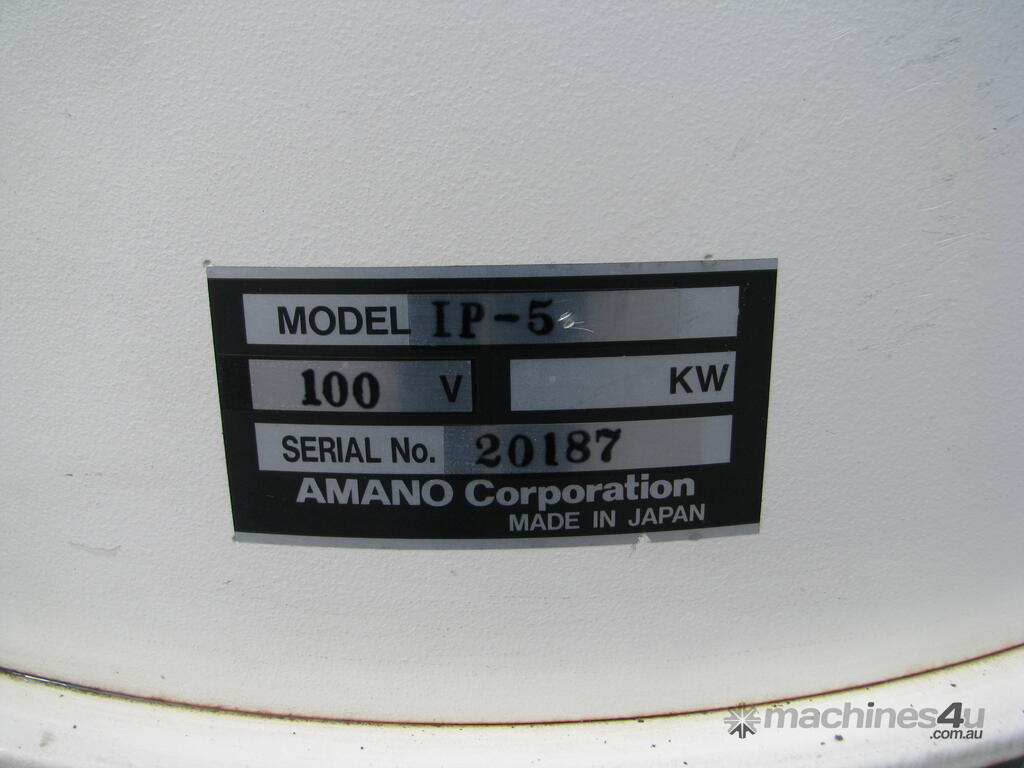 MODEL IP-5
100 V KW
SERIAL No. 20187
AMANO Corporation
MADE IN JAPAN
machines4u
.com.au